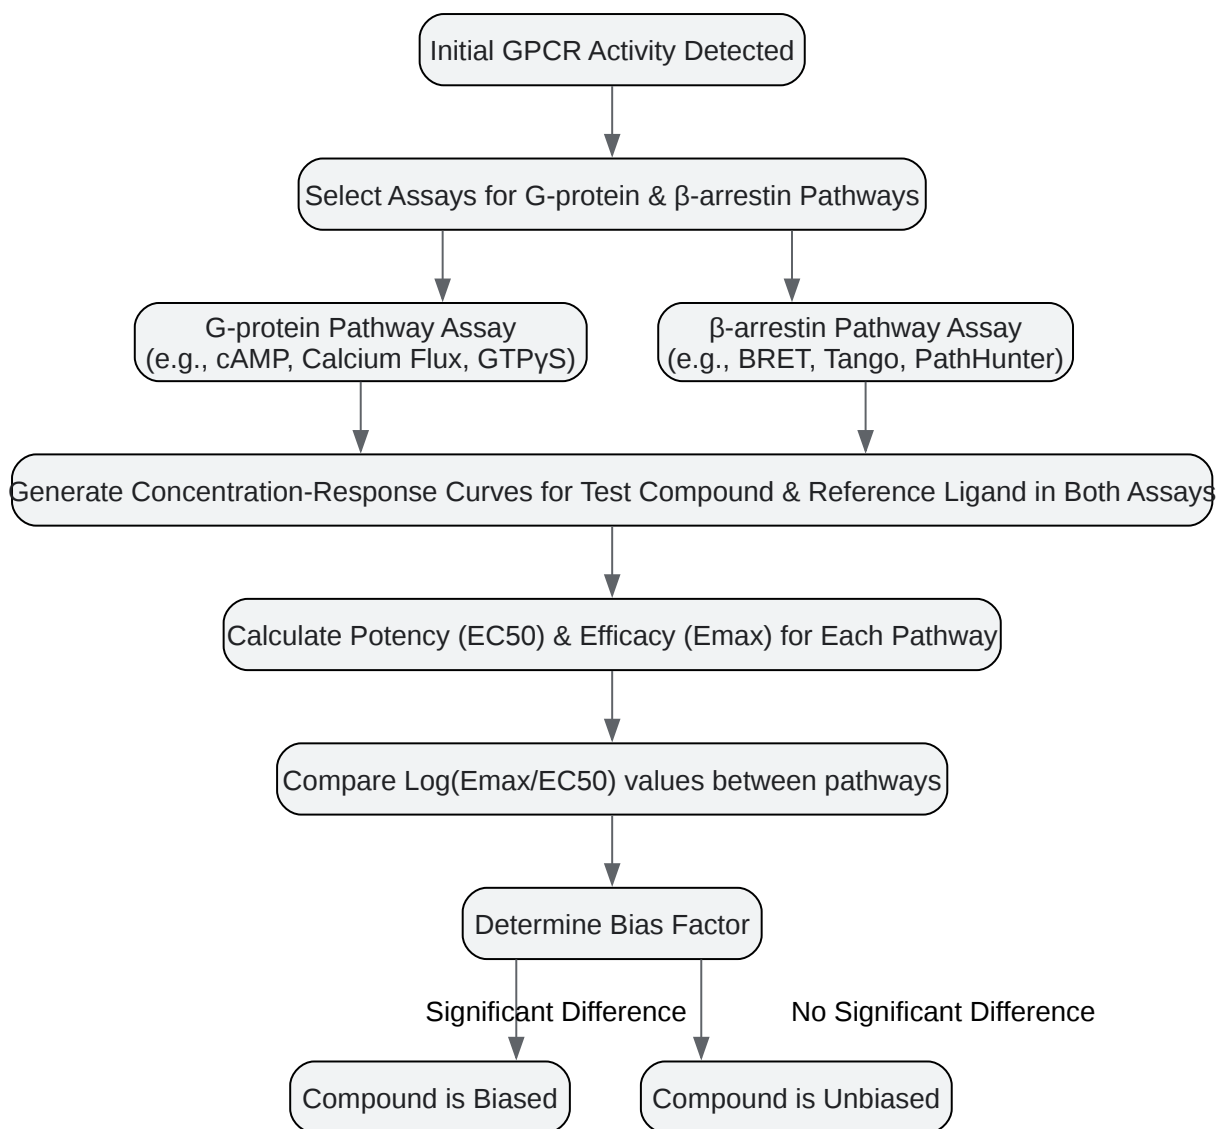 Initial GPCR Activity Detected
Select Assays for G-protein & β-arrestin Pathways
G-protein Pathway Assay
(e.g., cAMP, Calcium Flux, GTPγS)
β-arrestin Pathway Assay
(e.g., BRET, Tango, PathHunter)
Generate Concentration-Response Curves for Test Compound & Reference Ligand in Both Assays
Calculate Potency (EC50) & Efficacy (Emax) for Each Pathway
Compare Log(Emax/EC50) values between pathways
Determine Bias Factor
Significant Difference
No Significant Difference
Compound is Biased
Compound is Unbiased